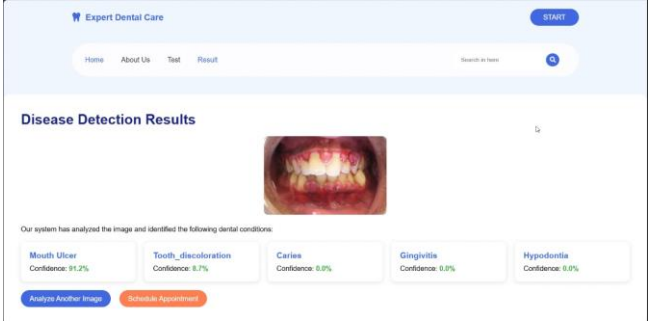 Expert Dental Care
START
Home About Us Test Result
Search in here
Disease Detection Results
Our system has analyzed the image and identified the following dental conditions:
Mouth Ulcer Tooth_discoloration Caries Gingivitis Hypodontia
Confidence: 91.2% Confidence: 8.7% Confidence: 0.0% Confidence: 0.0% Confidence: 0.0%
Analyze Another Image Schedule Appointment